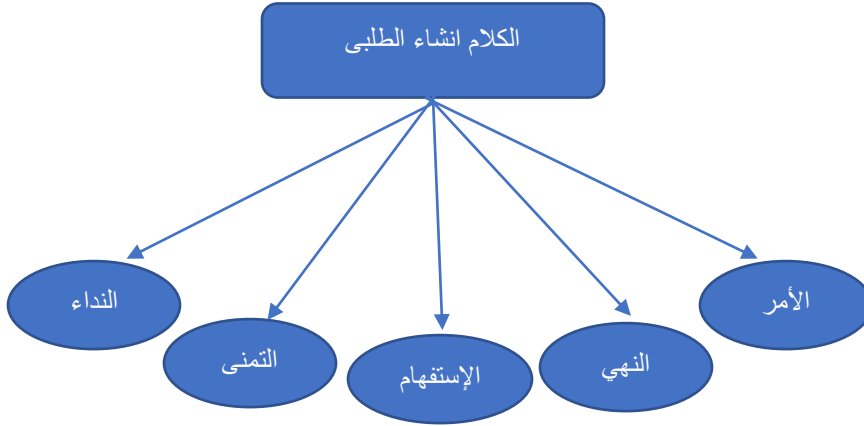 الكلام انشاء الطلبى
الأمر
النهي
الإستفهام
التمنى
النداء